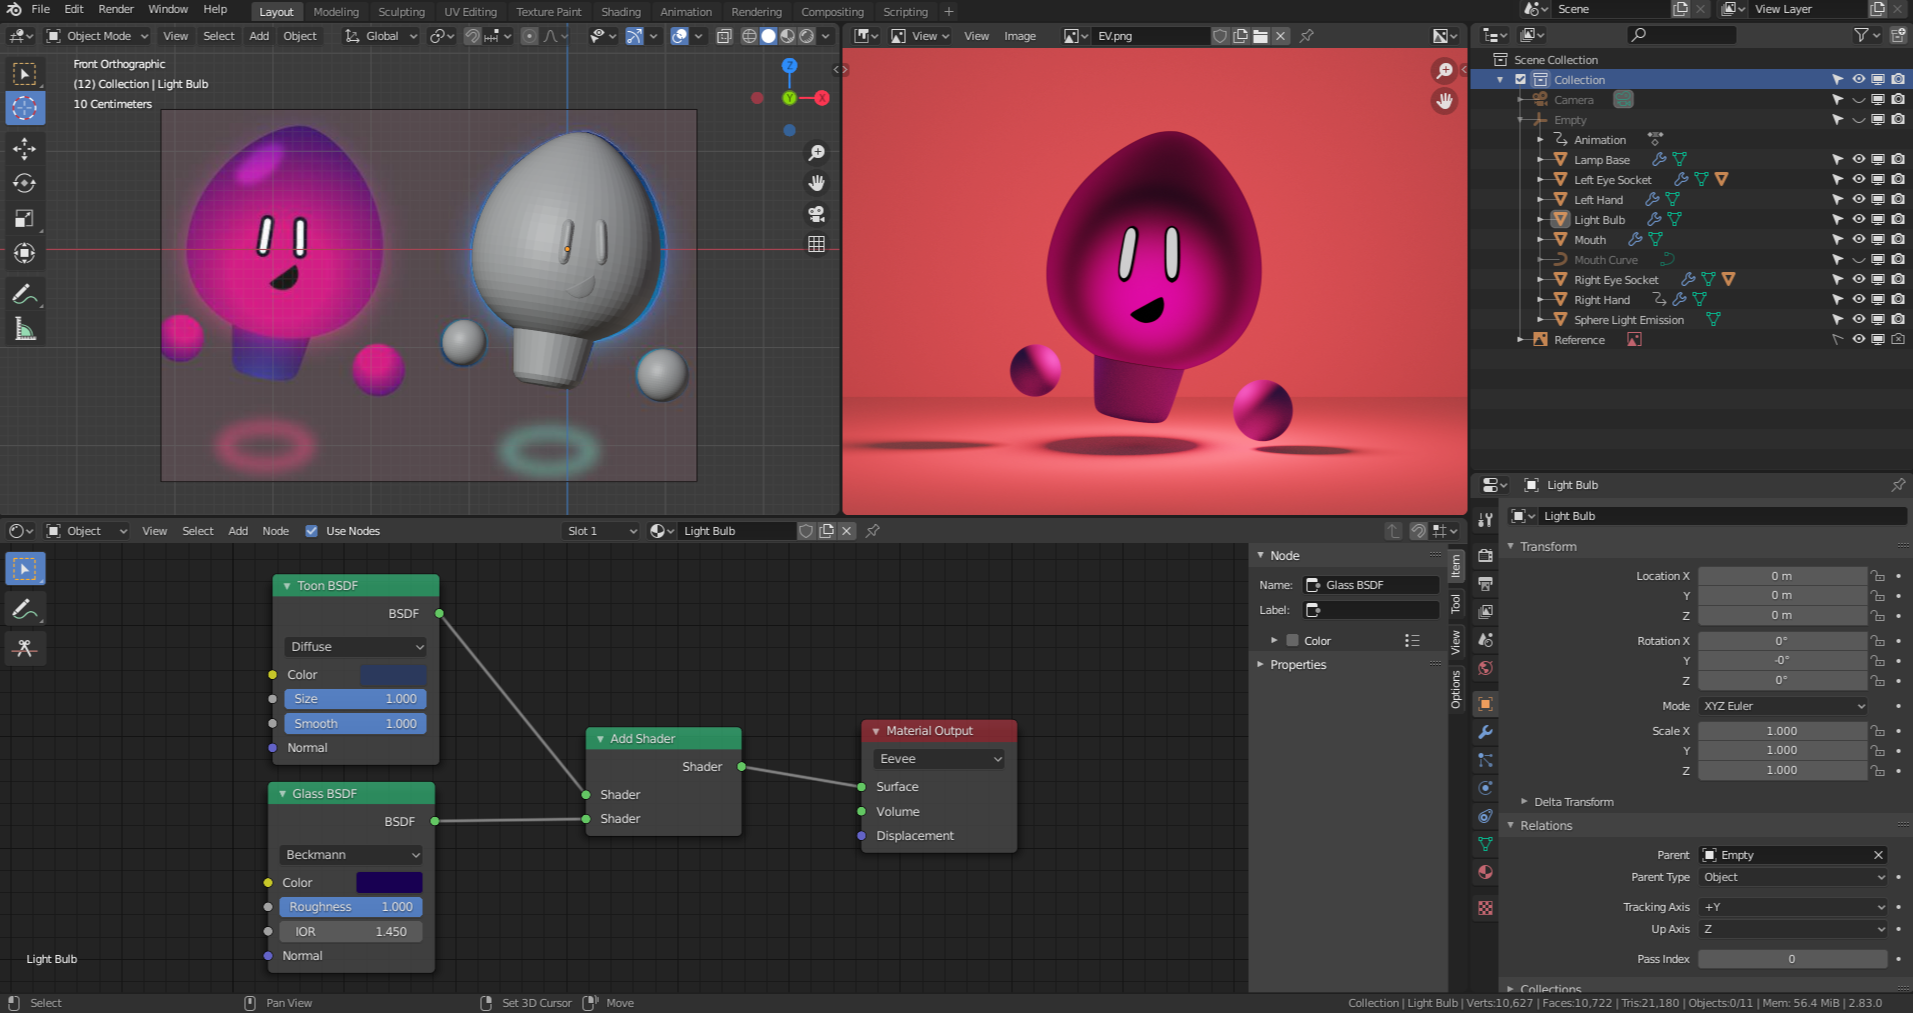 File Edit Render Window Help Layout Modeling Sculpting UV Editing Texture Paint Shading Animation Rendering Compositing Scripting + Scene View Layer
Object Mode View Select Add Object Global View View Image EV.png
Front Orthographic
(12) Collection | Light Bulb
10 Centimeters
Z
Y
X
Scene Collection
Collection
Camera
Empty
Animation
Lamp Base
Left Eye Socket
Left Hand
Light Bulb
Mouth
Mouth Curve
Right Eye Socket
Right Hand
Sphere Light Emission
Reference
Object View Select Add Node Use Nodes Slot 1 Light Bulb
Toon BSDF
BSDF
Diffuse
Color
Size 1.000
Smooth 1.000
Normal
Glass BSDF
BSDF
Beckmann
Color
Roughness 1.000
IOR 1.450
Normal
Add Shader
Shader
Shader
Shader
Material Output
Eevee
Surface
Volume
Displacement
Light Bulb
Node
Name: Glass BSDF
Label:
Color
Properties
Item
Tool
View
Options
Light Bulb
Light Bulb
Transform
Location X 0 m
Y 0 m
Z 0 m
Rotation X 0°
Y -0°
Z 0°
Mode XYZ Euler
Scale X 1.000
Y 1.000
Z 1.000
Delta Transform
Relations
Parent Empty
Parent Type Object
Tracking Axis +Y
Up Axis Z
Pass Index 0
Collections
Select Pan View Set 3D Cursor Move Collection | Light Bulb | Verts:10,627 | Faces:10,722 | Tris:21,180 | Objects:0/11 | Mem: 56.4 MiB | 2.83.0